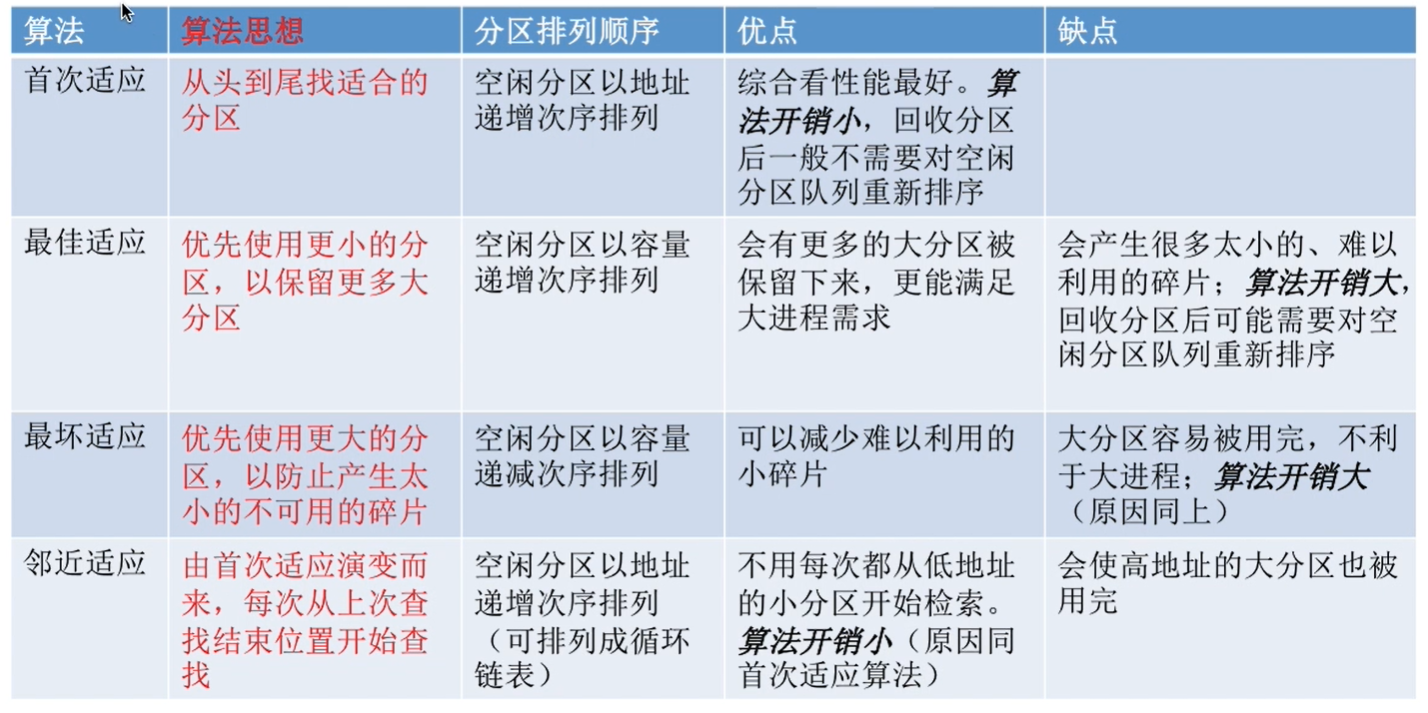 算法
算法思想
分区排列顺序
优点
缺点
首次适应
从头到尾找适合的
分区
空闲分区以地址
递增次序排列
综合看性能最好。算
法开销小，回收分区
后一般不需要对空闲
分区队列重新排序
最佳适应
优先使用更小的分
区，以保留更多大
分区
空闲分区以容量
递增次序排列
会有更多的大分区被
保留下来，更能满足
大进程需求
会产生很多太小的、难以
利用的碎片；算法开销大，
回收分区后可能需要对空
闲分区队列重新排序
最坏适应
优先使用更大的分
区，以防止产生太
小的不可用的碎片
空闲分区以容量
递减次序排列
可以减少难以利用的
小碎片
大分区容易被用完，不利
于大进程；算法开销大
（原因同上）
邻近适应
由首次适应演变而
来，每次从上次查
找结束位置开始查
找
空闲分区以地址
递增次序排列
（可排列成循环
链表）
不用每次都从低地址
的小分区开始检索。
算法开销小（原因同
首次适应算法）
会使高地址的大分区也被
用完